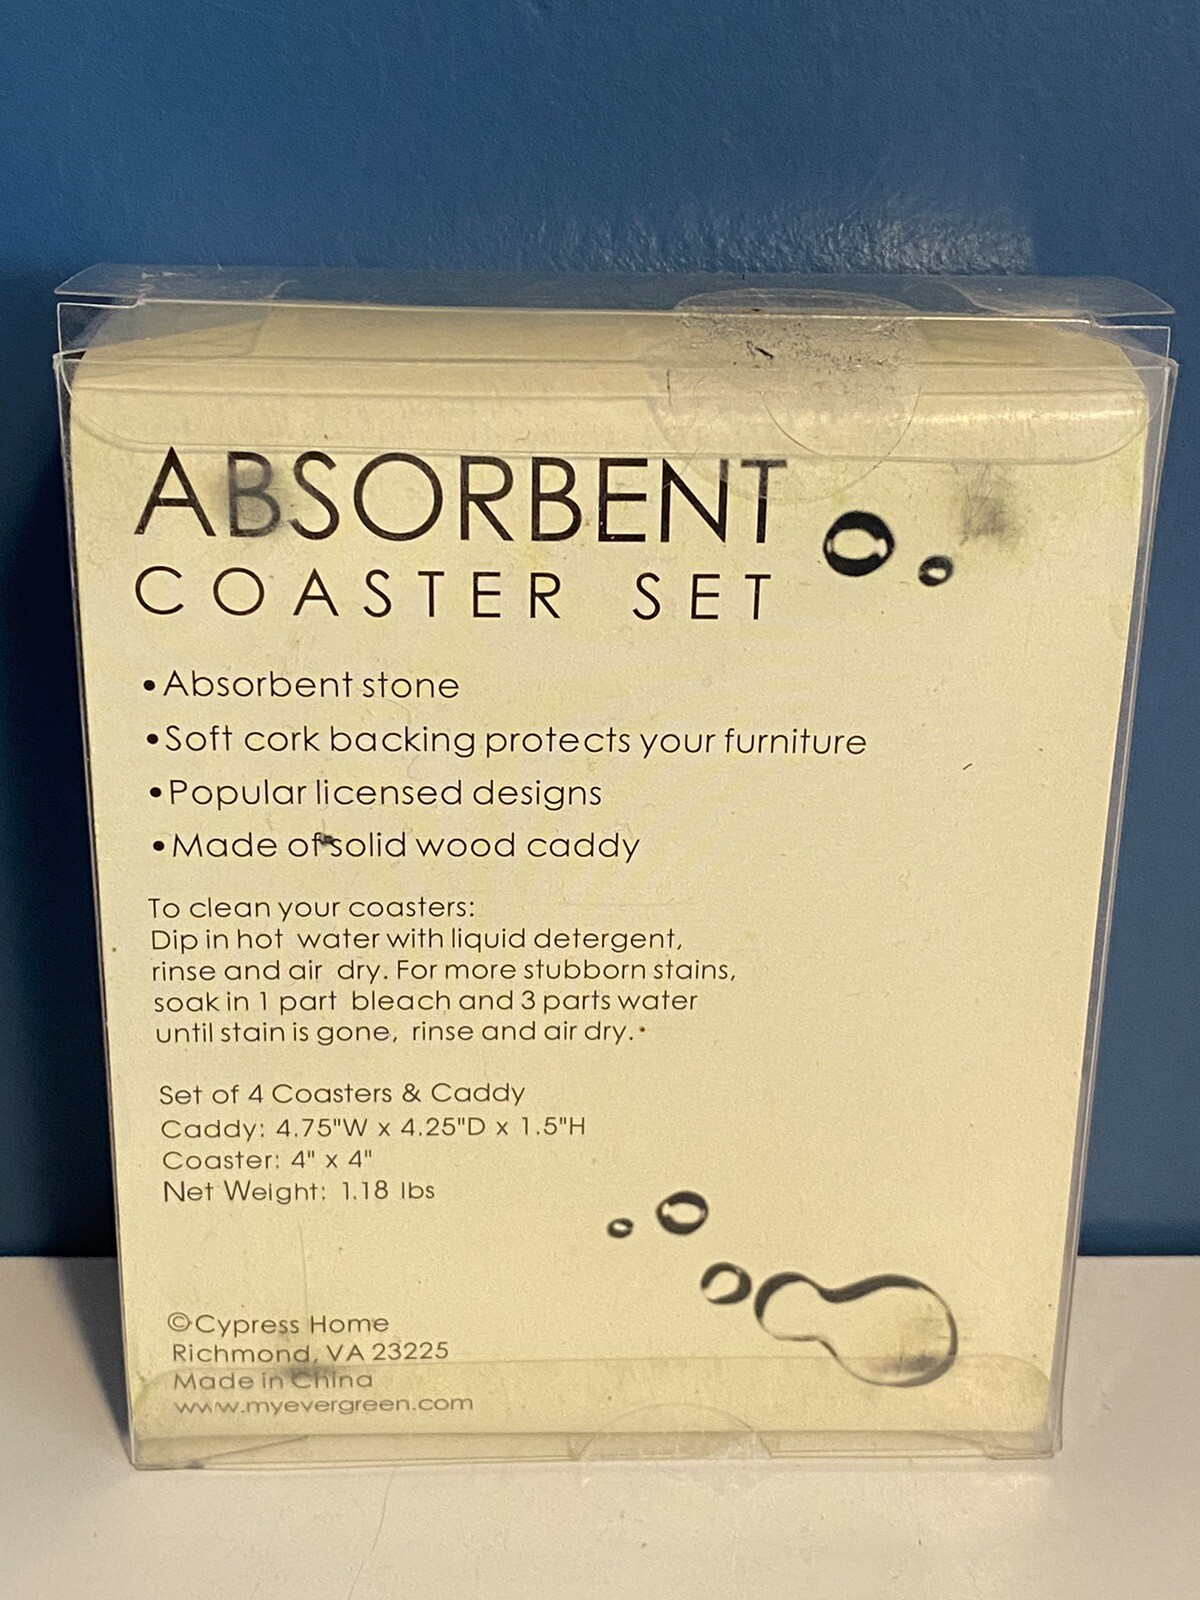 ABSORBENT
COASTER SET
•Absorbent stone
•Soft cork backing protects your furniture
•Popular licensed designs
•Made of solid wood caddy
To clean your coasters:
Dip in hot water with liquid detergent,
rinse and air dry. For more stubborn stains,
soak in 1 part bleach and 3 parts water
until stain is gone, rinse and air dry.
Set of 4 Coasters & Caddy
Caddy: 4.75"W x 4.25"D x 1.5"H
Coaster: 4" x 4"
Net Weight: 1.18 lbs
©Cypress Home
Richmond, VA 23225
Made in China
www.myevergreen.com